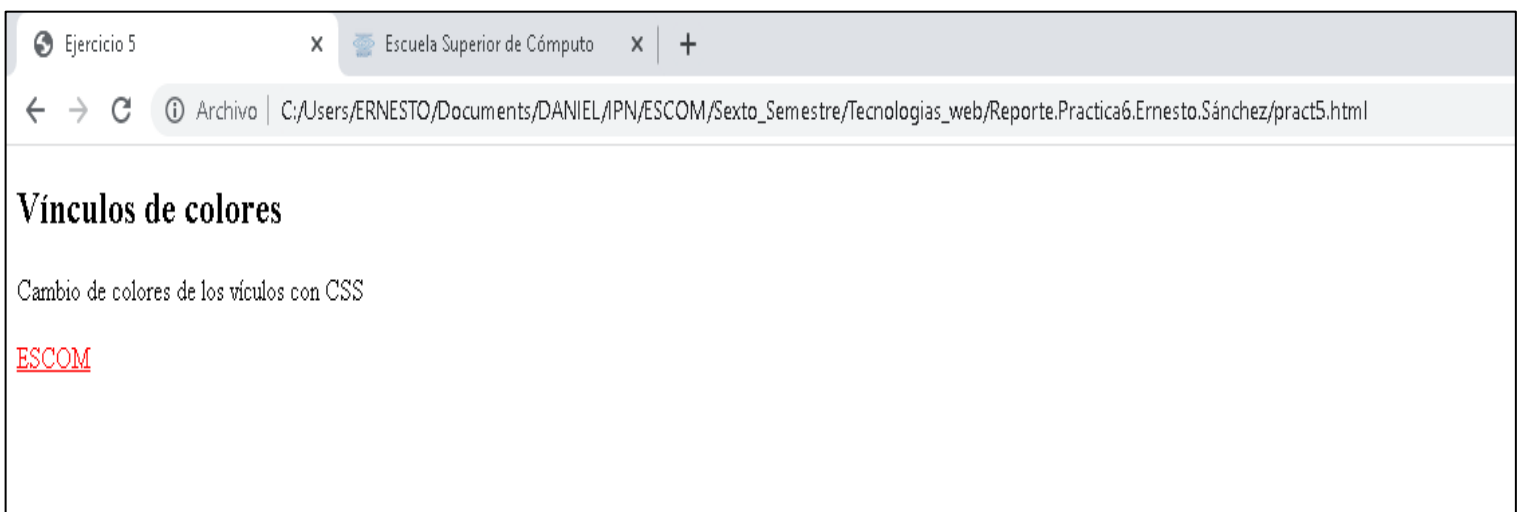 Ejercicio 5 x Escuela Superior de Cómputo x +
Archivo C:/Users/ERNESTO/Documents/DANIEL/IPN/ESCOM/Sexto_Semestre/Tecnologias_web/Reporte.Practica6.Ernesto.Sánchez/pract5.html
Vínculos de colores
Cambio de colores de los vículos con CSS
ESCOM